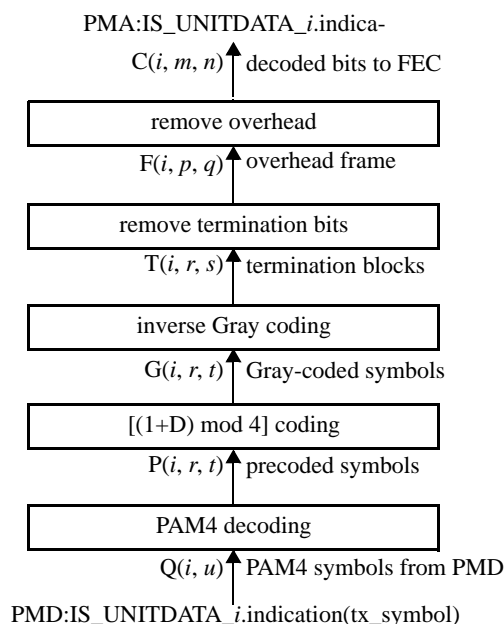 PMA:IS_UNITDATA_i.indica-
C(i, m, n) decoded bits to FEC
remove overhead
F(i, p, q) overhead frame
remove termination bits
T(i, r, s) termination blocks
inverse Gray coding
G(i, r, t) Gray-coded symbols
[(1+D) mod 4] coding
P(i, r, t) precoded symbols
PAM4 decoding
Q(i, u) PAM4 symbols from PMD
PMD:IS_UNITDATA_i.indication(tx_symbol)